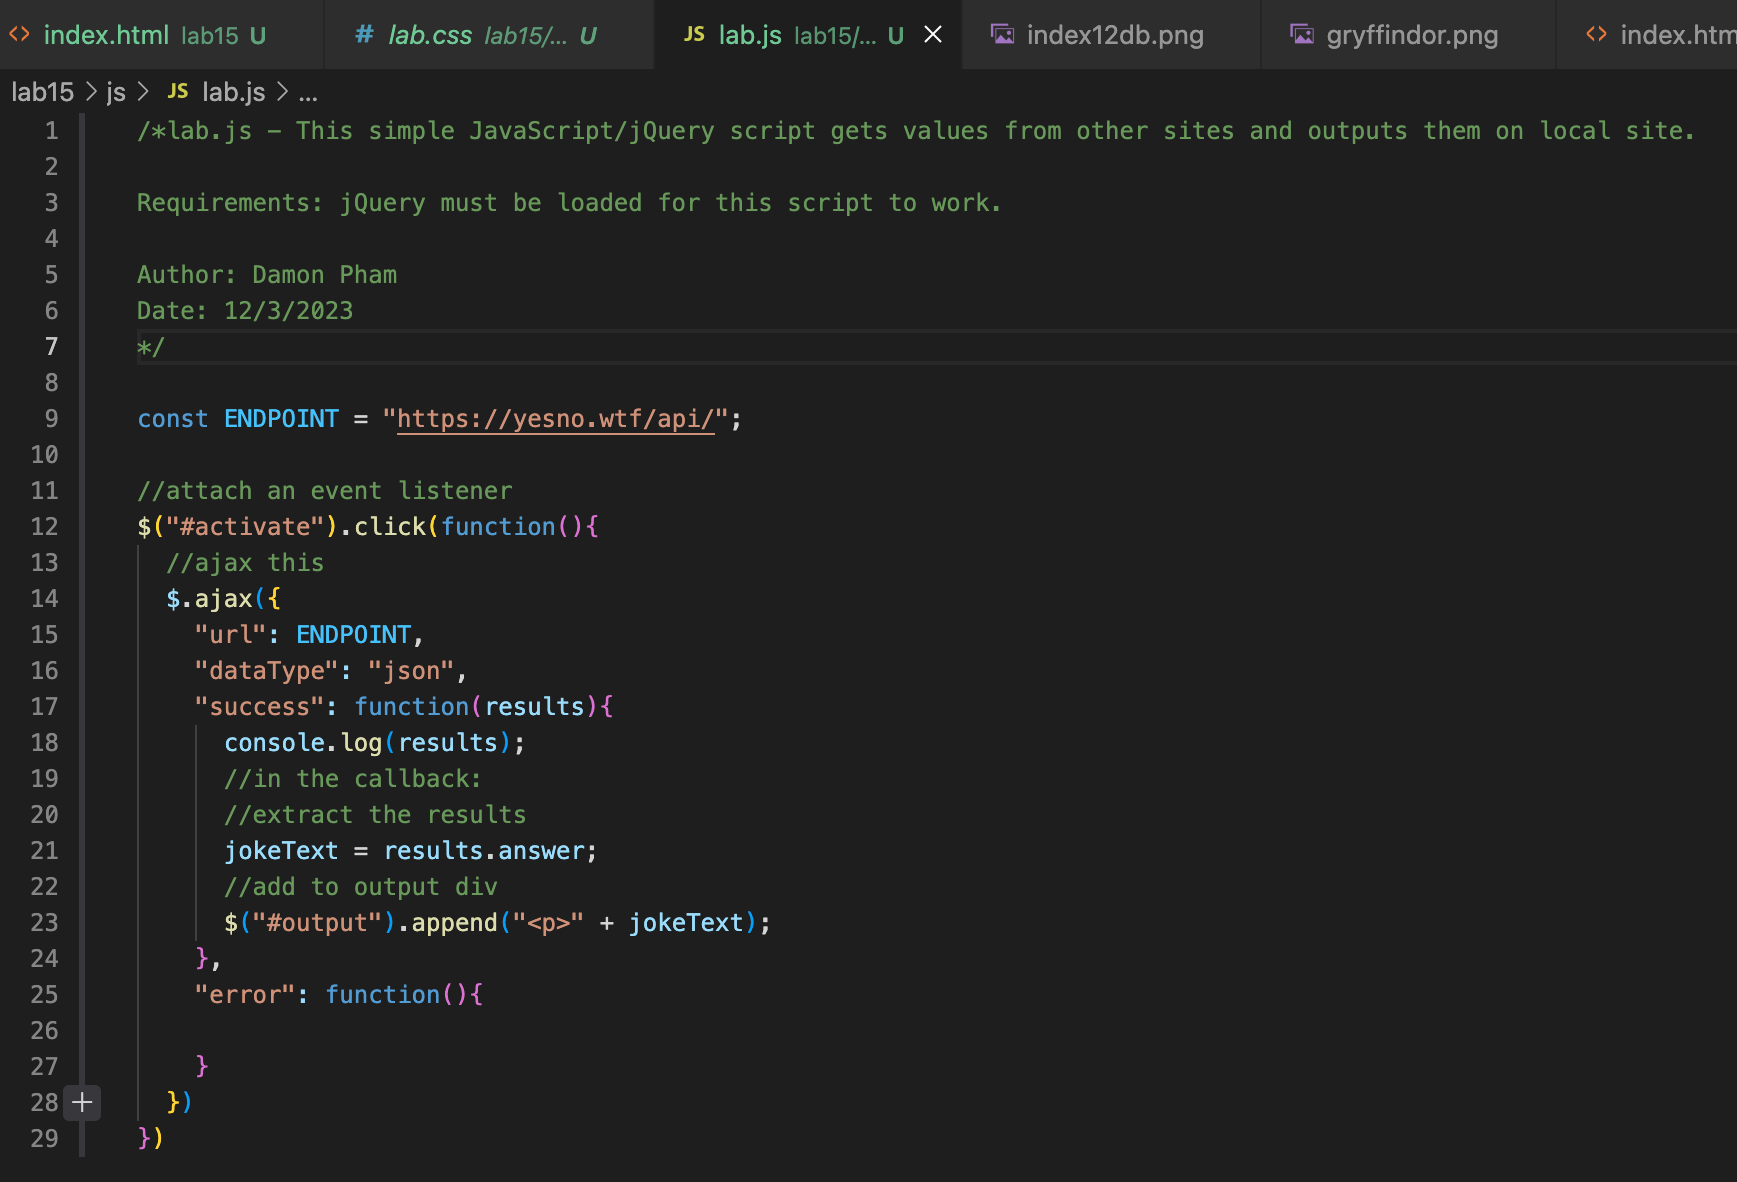 index.html lab15 U # lab.css lab15/... U JS lab.js lab15/... U index12db.png gryffindor.png index.htm
lab15 > js > JS lab.js > ...
1 /*lab.js – This simple JavaScript/jQuery script gets values from other sites and outputs them on local site.
2
3 Requirements: jQuery must be loaded for this script to work.
4
5 Author: Damon Pham
6 Date: 12/3/2023
7 */
8
9 const ENDPOINT = "https://yesno.wtf/api/";
10
11 //attach an event listener
12 $("#activate").click(function(){
13 //ajax this
14 $.ajax({
15 "url": ENDPOINT,
16 "dataType": "json",
17 "success": function(results){
18 console.log(results);
19 //in the callback:
20 //extract the results
21 jokeText = results.answer;
22 //add to output div
23 $("#output").append("<p>" + jokeText);
24 },
25 "error": function(){
26
27 }
28 })
29 })